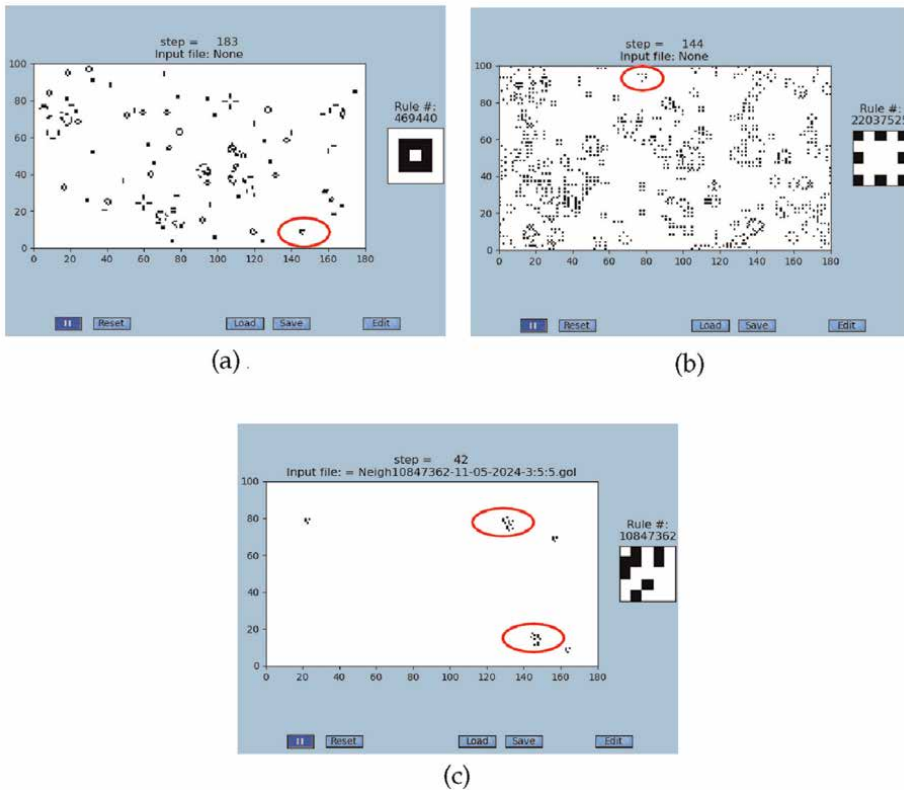 step = 183
Input file: None
100
80
60
40
20
0
0 20 40 60 80 100 120 140 160 180
Rule #:
469440
II Reset Load Save Edit
(a) .
step = 144
Input file: None
100
80
60
40
20
0
0 20 40 60 80 100 120 140 160 180
Rule #:
22037525
II Reset Load Save Edit
(b)
step = 42
Input file: = Neigh10847362-11-05-2024-3:5:5.gol
100
80
60
40
20
0
0 20 40 60 80 100 120 140 160 180
Rule #:
10847362
II Reset Load Save Edit
(c)